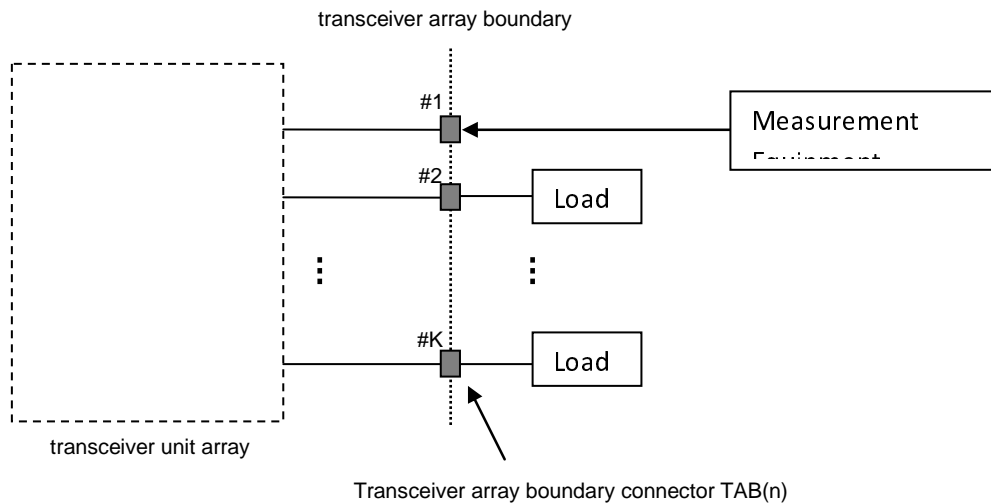 transceiver array boundary
#1
Measurement
#2
Load
#K
Load
transceiver unit array
Transceiver array boundary connector TAB(n)